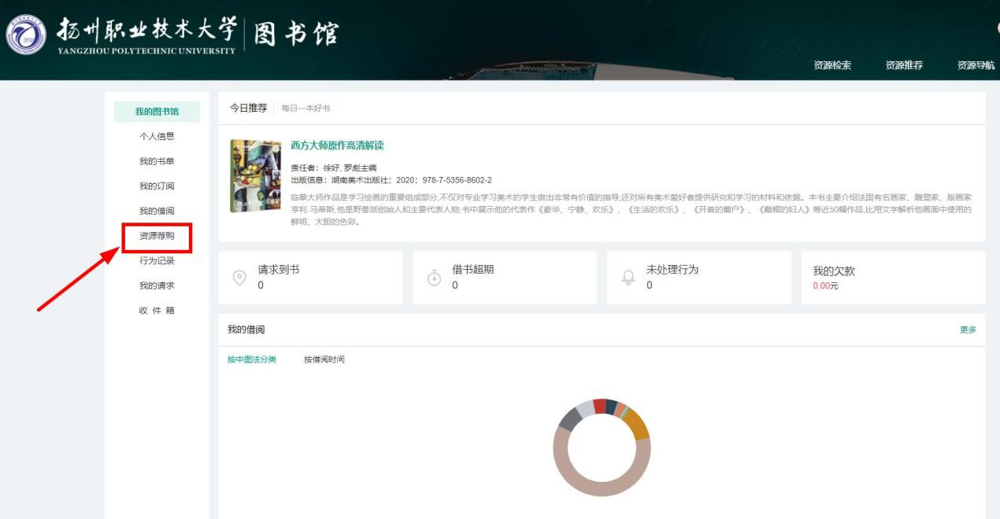 扬州职业技术大学
图书馆
YANGZHOU POLYTECHNIC UNIVERSITY
资源检索
资源推荐
资源导航
我的图书馆
个人信息
我的书单
我的订阅
我的借阅
资源荐购
行为记录
我的请求
收 件 箱
今日推荐
每日一本好书
西方大师原作高清解读
责任者：徐好, 罗彪主编
出版信息：湖南美术出版社；2020；978-7-5356-8602-2
临摹大师作品是学习绘画的重要组成部分,不仅对专业学习美术的学生做出非常有价值的指导,还对所有美术爱好者提供研究和学习的材料和依据。本书主要介绍法国有名画家、雕塑家、版画家
亨利·马蒂斯,他是野兽派创始人和主要代表人物,书中展示他的代表作《豪华、宁静、欢乐》、《生活的欢乐》、《开着的窗户》、《戴帽的妇人》等近50幅作品,比用文字解析他画面中使用的
鲜明、大胆的色彩。
请求到书
0
借书超期
0
未处理行为
0
我的欠款
0.00元
我的借阅
更多
按中图法分类
按借阅时间